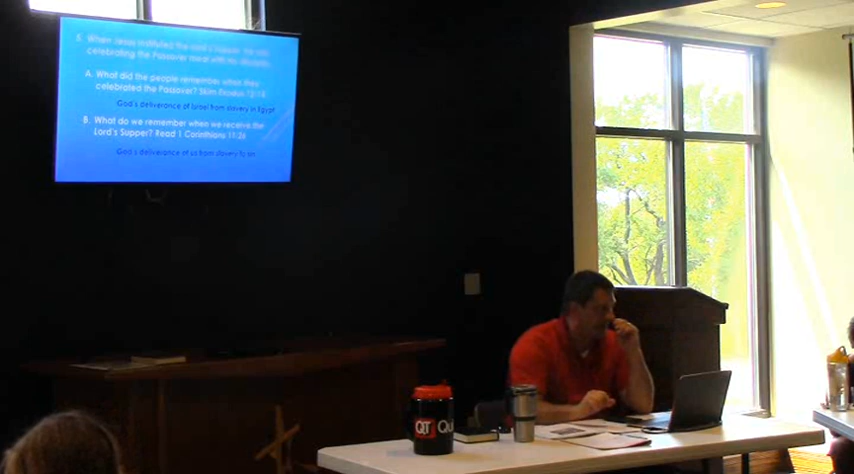 5. When Jesus instituted the Lord's Supper, He was
celebrating the Passover meal with His disciples.
A. What did the people remember when they
celebrated the Passover? Skim Exodus 12-14
God's deliverance of Israel from slavery in Egypt
B. What do we remember when we receive the
Lord's Supper? Read 1 Corinthians 11:26
God's deliverance of us from slavery to sin
QT Qu